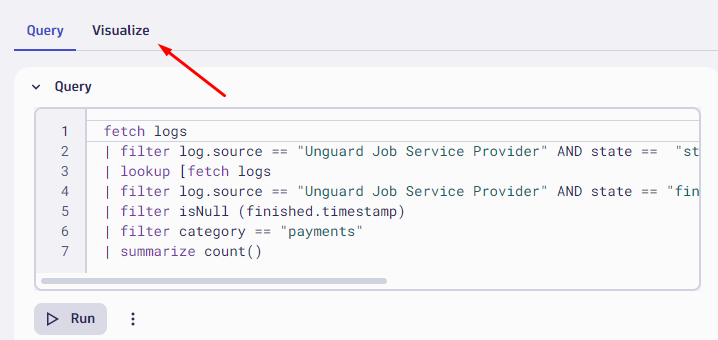 Query Visualize
Query
1 fetch logs
2 | filter log.source == "Unguard Job Service Provider" AND state ==  "st
3 | lookup [fetch logs
4 | filter log.source == "Unguard Job Service Provider" AND state == "fin
5 | filter isNull (finished.timestamp)
6 | filter category == "payments"
7 | summarize count()
Run